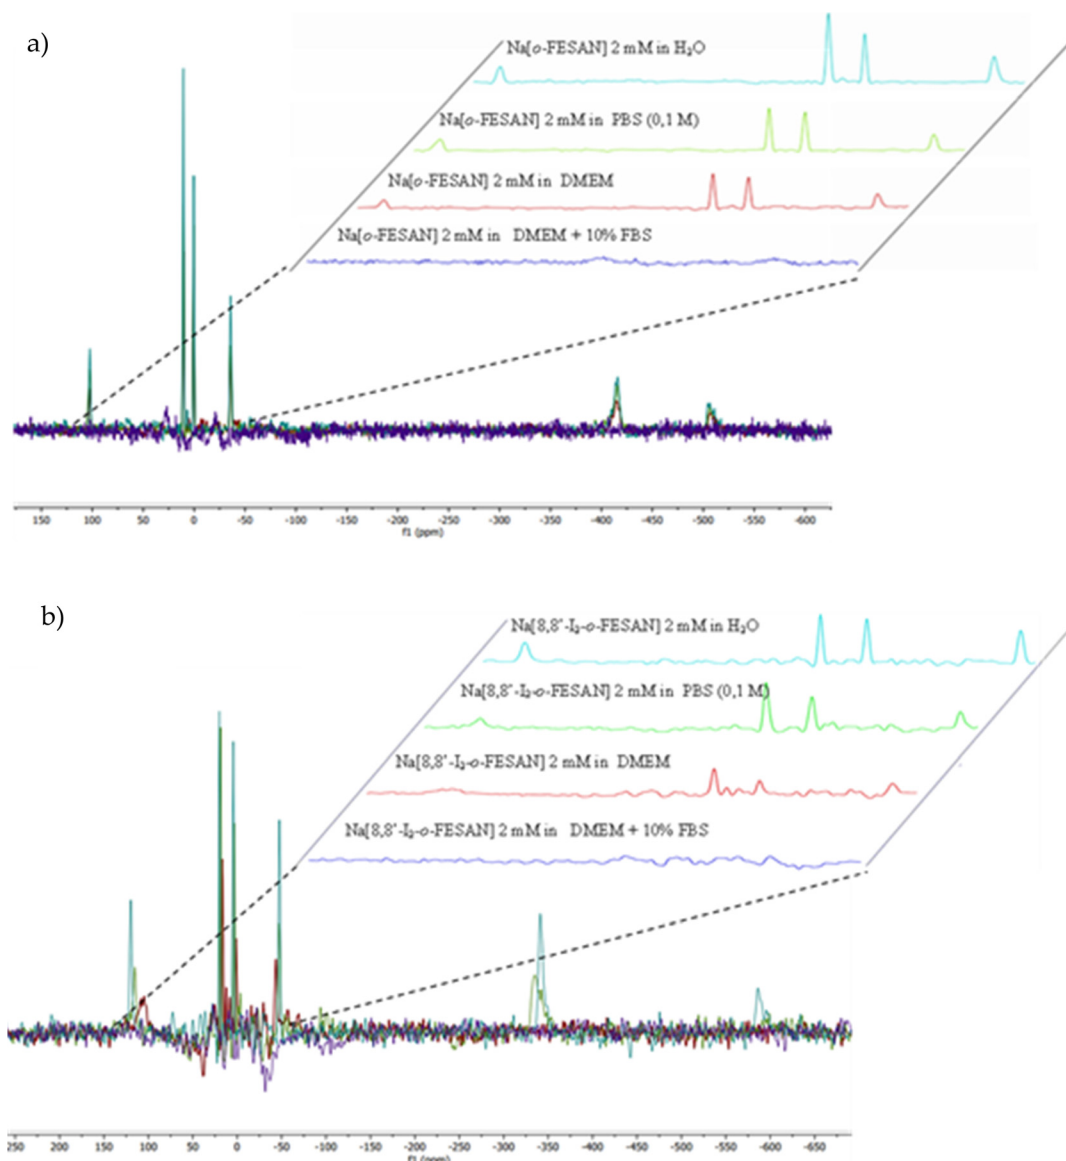 a)
Na[o-FESAN] 2 mM in H₂O
Na[o-FESAN] 2 mM in PBS (0,1 M)
Na[o-FESAN] 2 mM in DMEM
Na[o-FESAN] 2 mM in DMEM + 10% FBS
150 100 50 0 -50 -100 -150 -200 -250 -300 -350 -400 -450 -500 -550 -600
f1 (ppm)
b)
Na[8,8'-I₂-o-FESAN] 2 mM in H₂O
Na[8,8'-I₂-o-FESAN] 2 mM in PBS (0,1 M)
Na[8,8'-I₂-o-FESAN] 2 mM in DMEM
Na[8,8'-I₂-o-FESAN] 2 mM in DMEM + 10% FBS
250 200 150 100 50 0 -50 -100 -150 -200 -250 -300 -350 -400 -450 -500 -550 -600 -650
f1 (ppm)